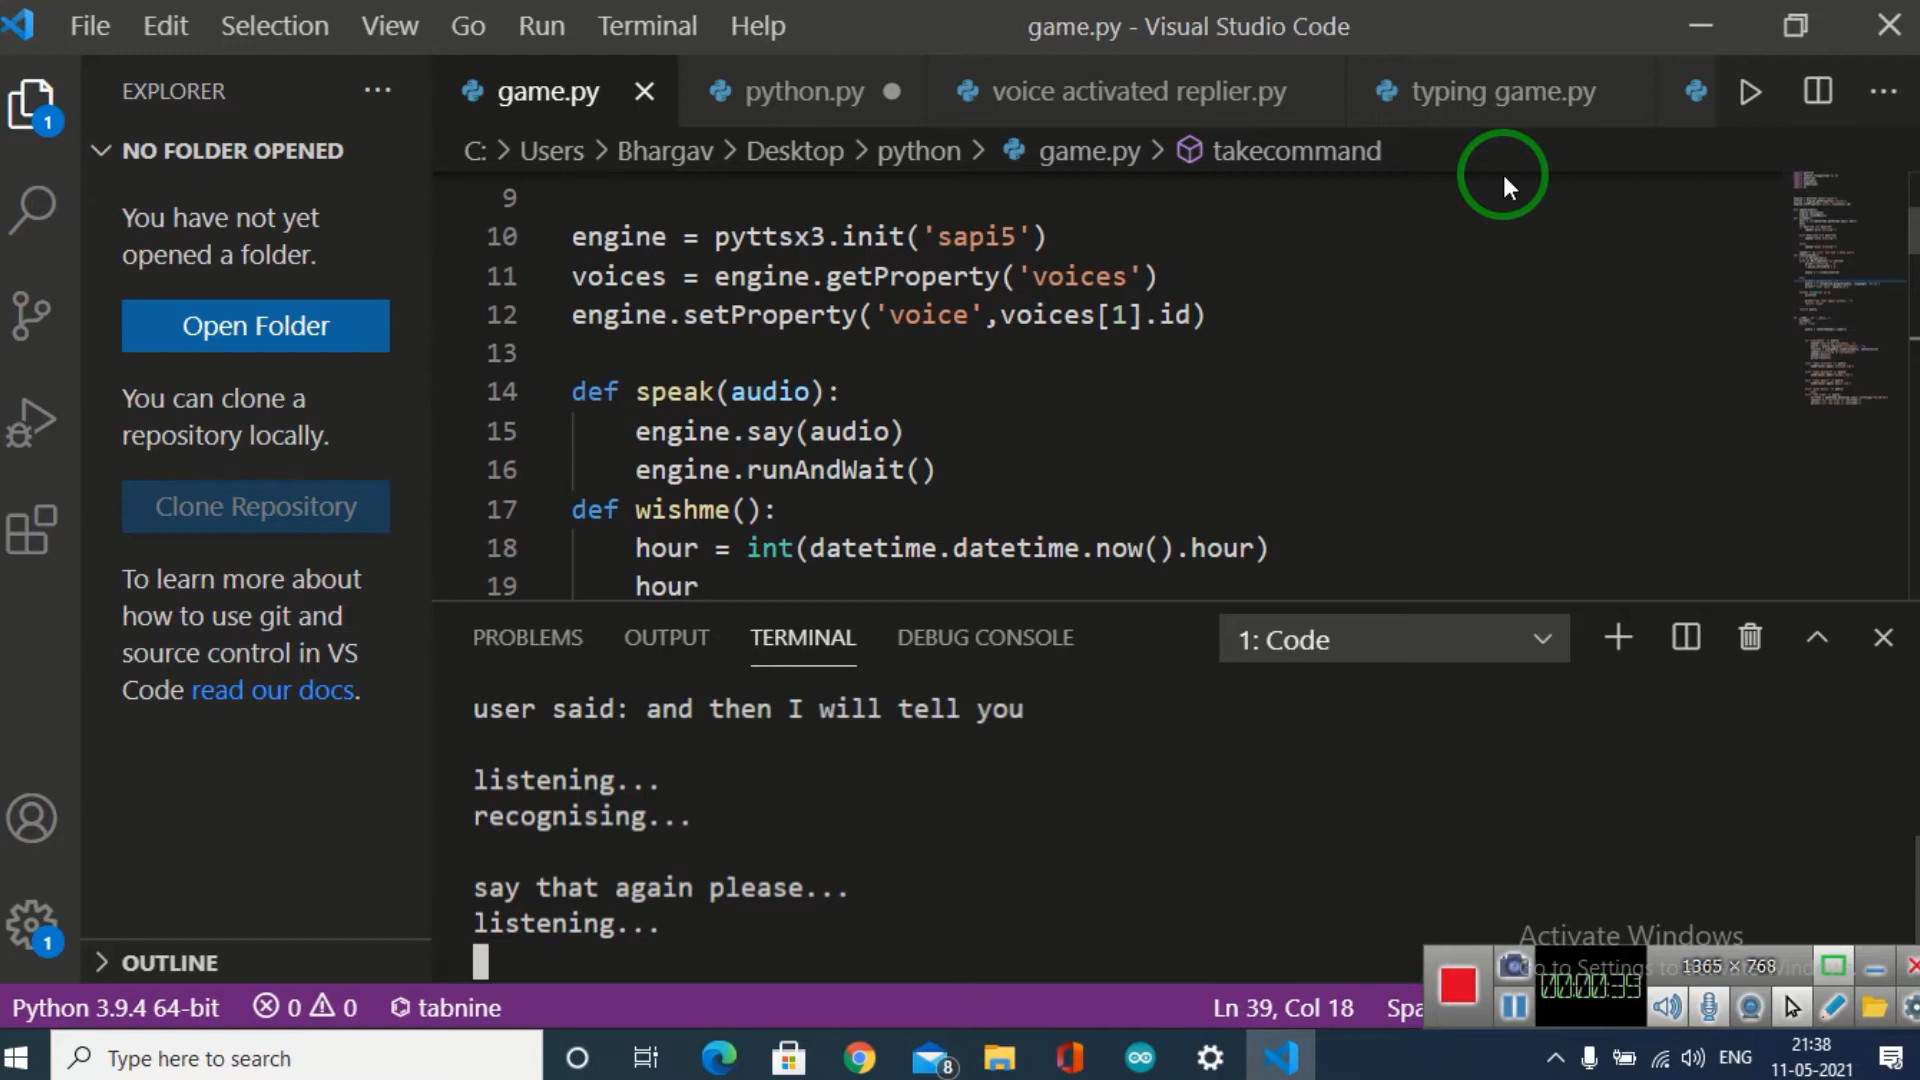 File Edit Selection View Go Run Terminal Help game.py - Visual Studio Code
EXPLORER ...
game.py python.py voice activated replier.py typing game.py
1
NO FOLDER OPENED
C: > Users > Bhargav > Desktop > python > game.py > takecommand
You have not yet
opened a folder.
Open Folder
You can clone a
repository locally.
Clone Repository
To learn more about
how to use git and
source control in VS
Code read our docs.
OUTLINE
9
10 engine = pyttsx3.init('sapi5')
11 voices = engine.getProperty('voices')
12 engine.setProperty('voice',voices[1].id)
13
14 def speak(audio):
15 engine.say(audio)
16 engine.runAndWait()
17 def wishme():
18 hour = int(datetime.datetime.now().hour)
19 hour
PROBLEMS OUTPUT TERMINAL DEBUG CONSOLE 1: Code
user said: and then I will tell you
listening...
recognising...
say that again please...
listening...
1
Activate Windows
1365 × 768
00:00:39
Python 3.9.4 64-bit 0 0 tabnine Ln 39, Col 18 Spa
Type here to search
8
ENG
21:38
11-05-2021